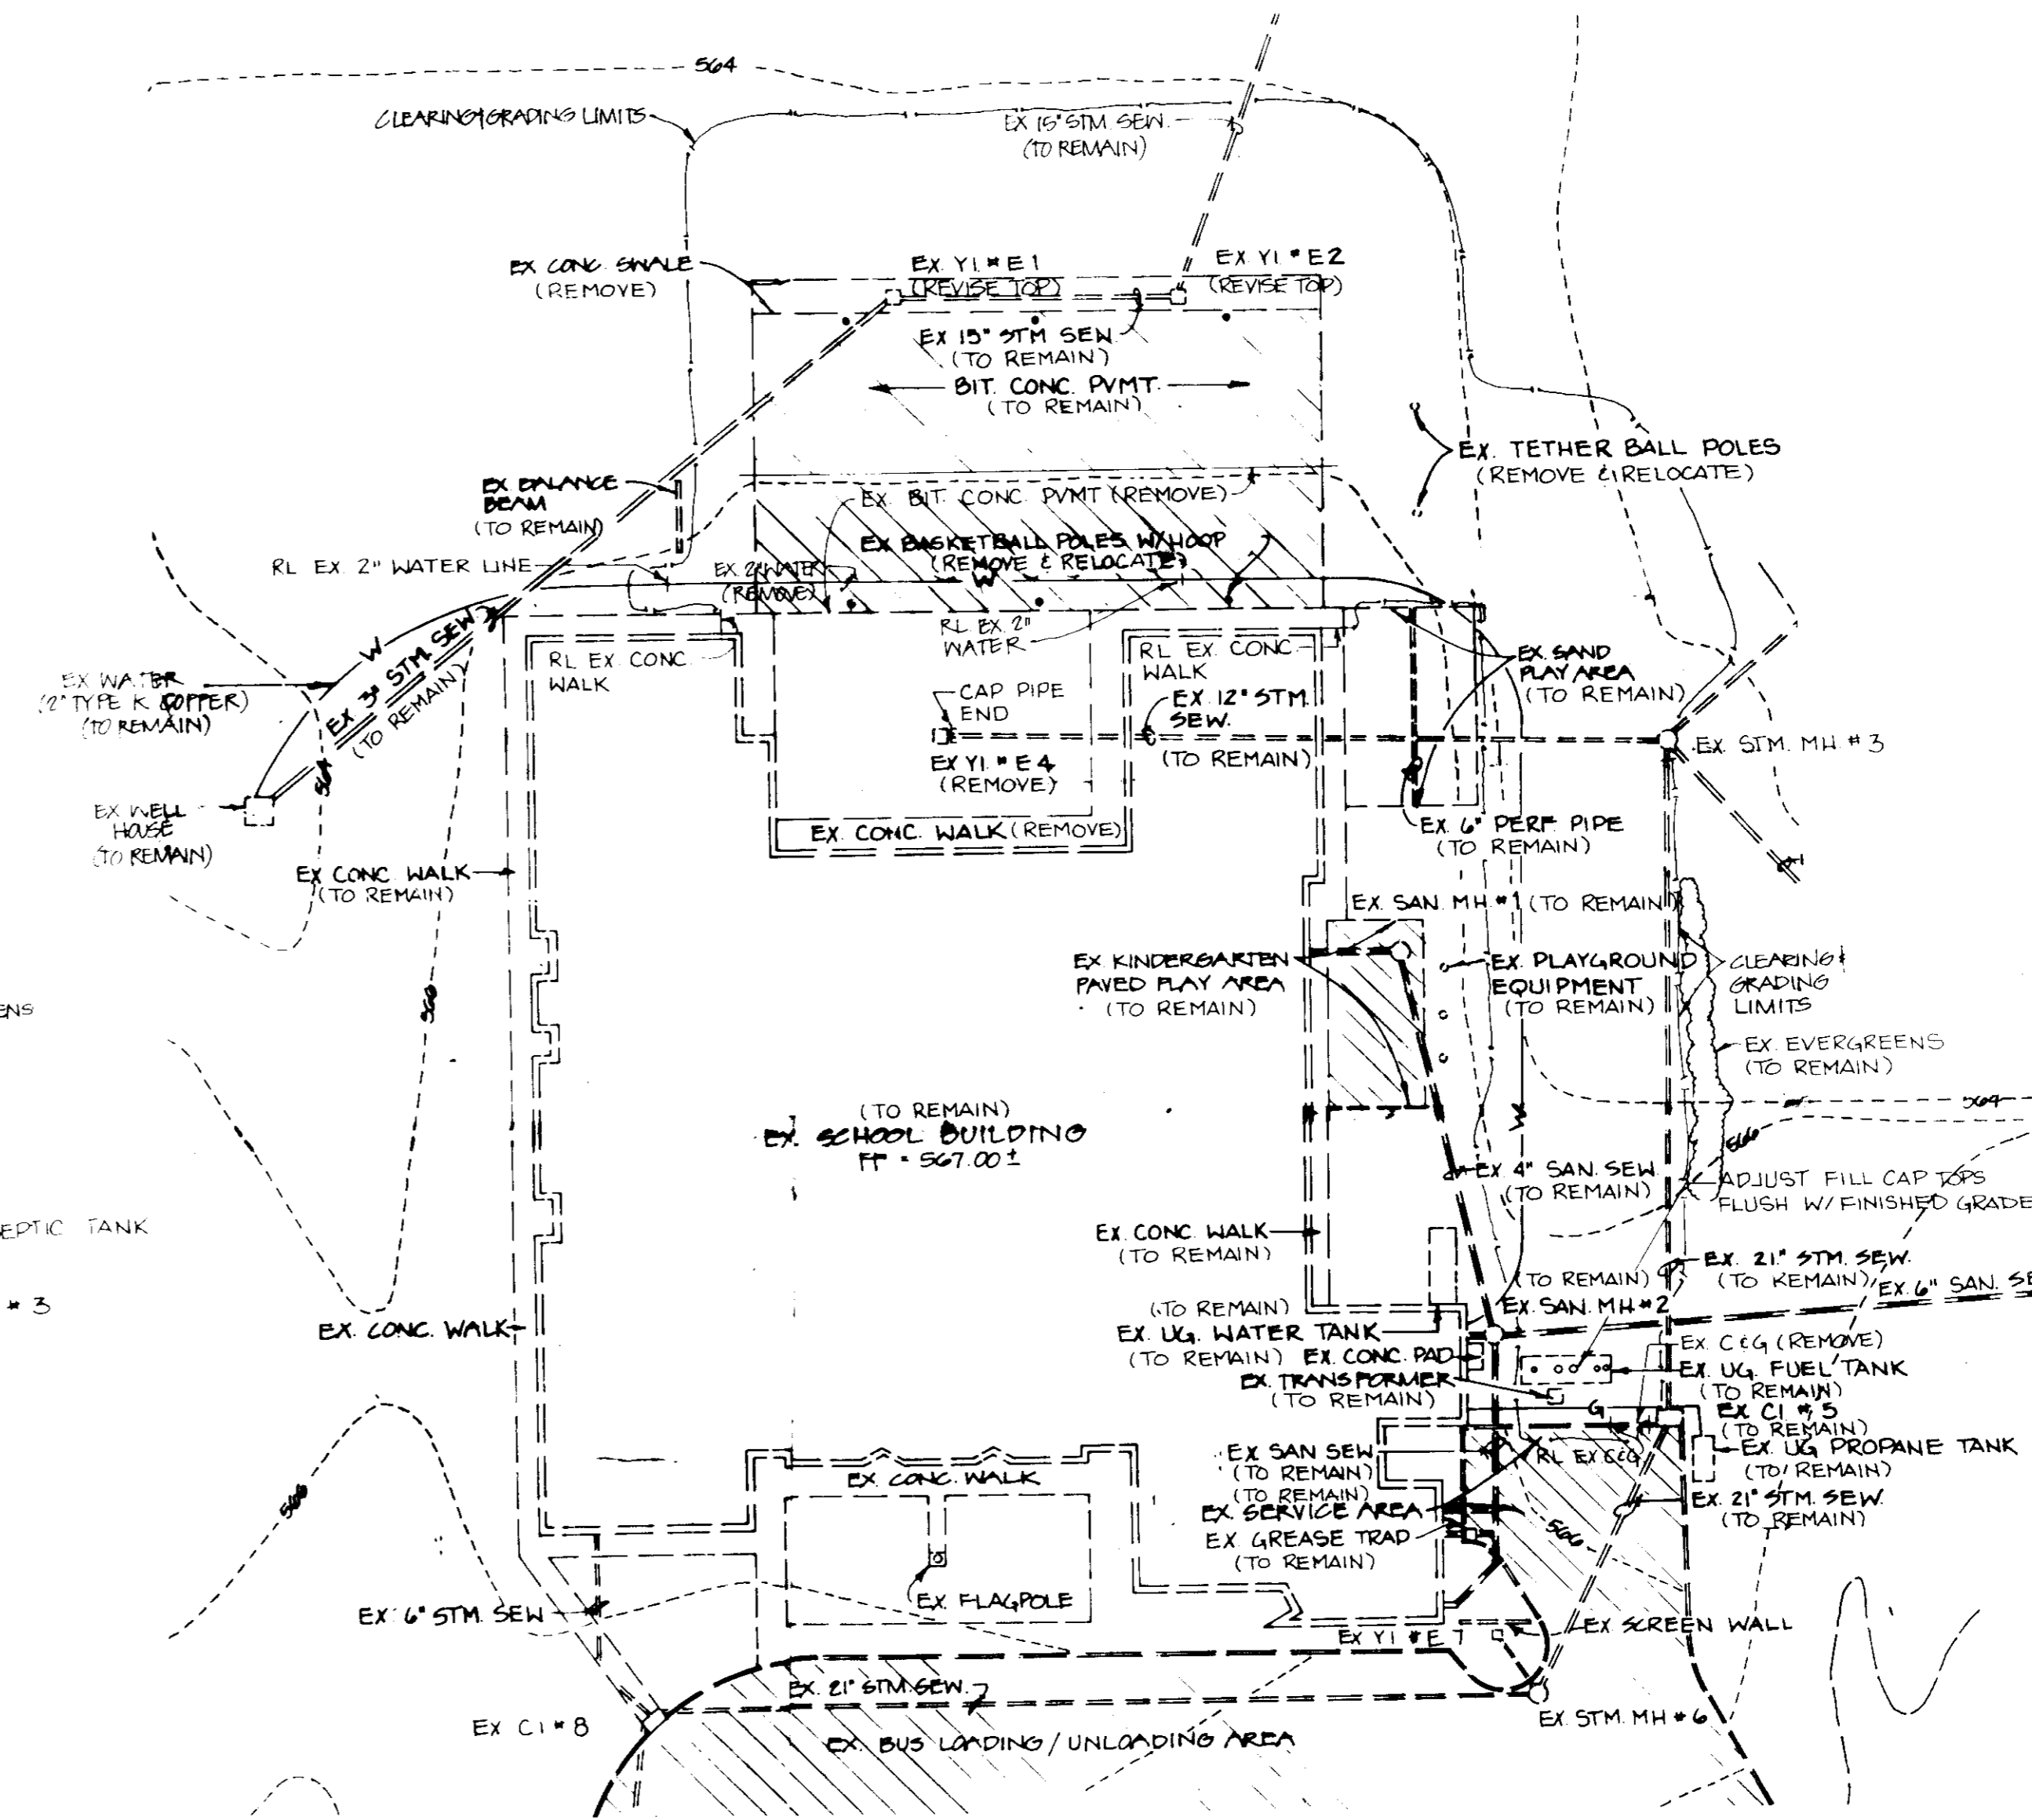 564
CLEARING & GRADING LIMITS
EX 15" STM. SEW.
(TO REMAIN)
EX CONC. SWALE
(REMOVE)
EX. YI. # E1
(REVISE TOP)
EX. YI. # E2
(REVISE TOP)
EX 15" STM SEW.
(TO REMAIN)
BIT. CONC. PVMT.
(TO REMAIN)
EX. TETHER BALL POLES
(REMOVE & RELOCATE)
EX. BALANCE
BEAM
(TO REMAIN)
EX. BIT. CONC. PVMT (REMOVE)
EX BASKETBALL POLES W/HOOP
(REMOVE & RELOCATE)
RL EX. 2" WATER LINE
EX. 2" WATER
(REMOVE)
W
RL. EX. 2"
WATER
RL EX. CONC.
WALK
RL EX. CONC.
WALK
EX. SAND
PLAY AREA
(TO REMAIN)
W
EX 3" STM. SEW.
(TO REMAIN)
EX WATER
(2" TYPE K COPPER)
(TO REMAIN)
CAP PIPE
END
EX. 12" STM.
SEW.
(TO REMAIN)
EX. STM. MH. # 3
EX YI. # E4
(REMOVE)
564
EX WELL
HOUSE
(TO REMAIN)
EX. CONC. WALK (REMOVE)
EX. 6" PERF. PIPE
(TO REMAIN)
EX CONC. WALK
(TO REMAIN)
EX. SAN. MH. #1 (TO REMAIN)
EX KINDERGARTEN
PAVED PLAY AREA
(TO REMAIN)
EX. PLAYGROUND
EQUIPMENT
(TO REMAIN)
CLEARING &
GRADING
LIMITS
566
ENS
EX. EVERGREENS
(TO REMAIN)
564
W
566
(TO REMAIN)
EX. SCHOOL BUILDING
FF = 567.00±
EX 4" SAN. SEW.
(TO REMAIN)
ADJUST FILL CAP TOPS
FLUSH W/ FINISHED GRADE
EPTIC TANK
EX. CONC. WALK
(TO REMAIN)
EX. 21" STM. SEW.
(TO REMAIN)
(TO REMAIN)
EX. 6" SAN. SE
# 3
EX. SAN. MH #2
(TO REMAIN)
EX. UG. WATER TANK
EX. CONC. WALK
(TO REMAIN) EX. CONC. PAD
EX C&G (REMOVE)
EX. UG. FUEL TANK
(TO REMAIN)
EX. TRANSFORMER
(TO REMAIN)
G
EX CI # 5
(TO REMAIN)
EX. UG PROPANE TANK
(TO REMAIN)
EX SAN SEW
(TO REMAIN)
(TO REMAIN)
RL EX C&G
EX. CONC. WALK
EX. SERVICE AREA
EX. 21" STM. SEW.
(TO REMAIN)
566
566
EX. GREASE TRAP
(TO REMAIN)
EX. FLAGPOLE
EX. 6" STM. SEW
EX YI # E 7
EX SCREEN WALL
EX. 21" STM. SEW.
EX CI # 8
EX. STM. MH # 6
EX. BUS LOADING / UNLOADING AREA